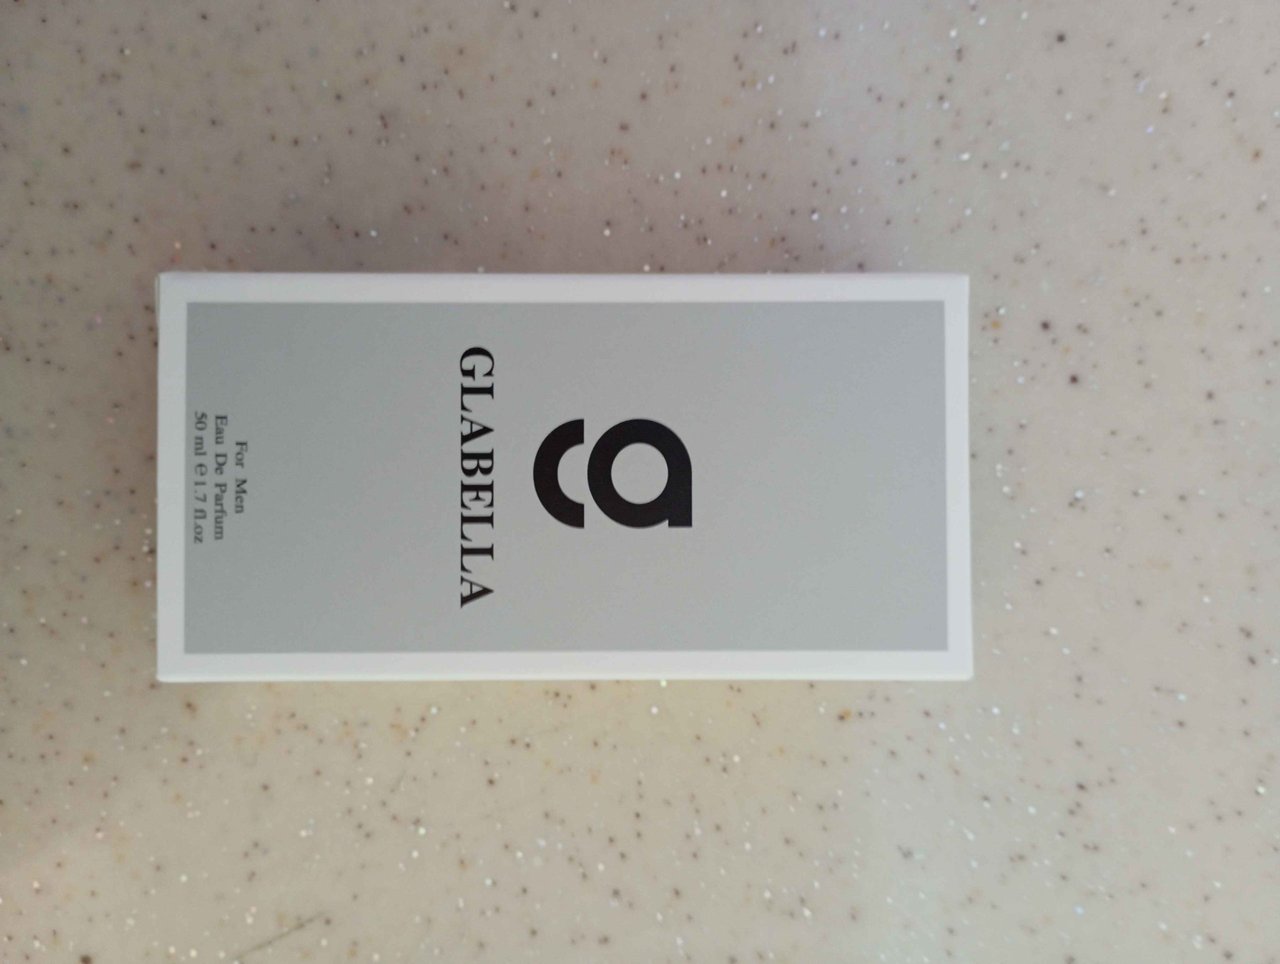 g
GLABELLA
For Men
Eau De Parfum
50 ml e 1.7 fl.oz